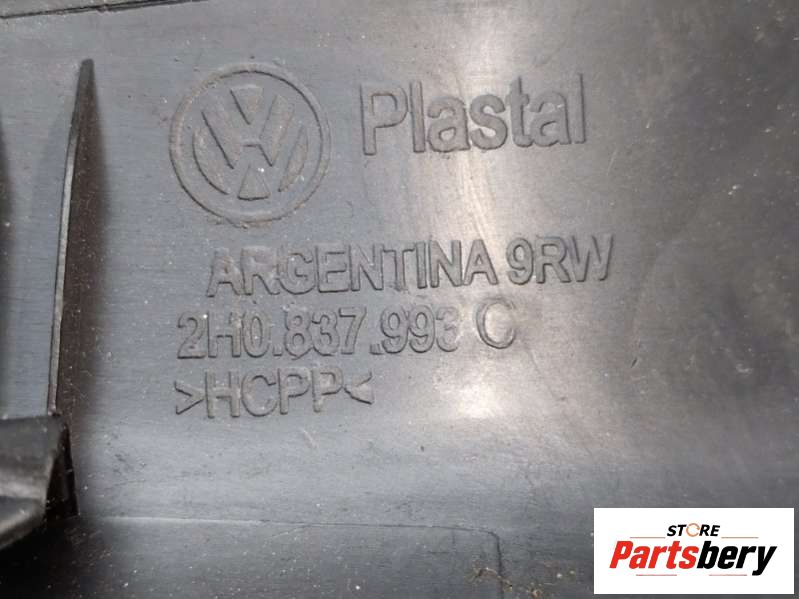 Plastal
ARGENTINA 9RW
2H0.837.993 C
>HCPP<
STORE
Partsbery